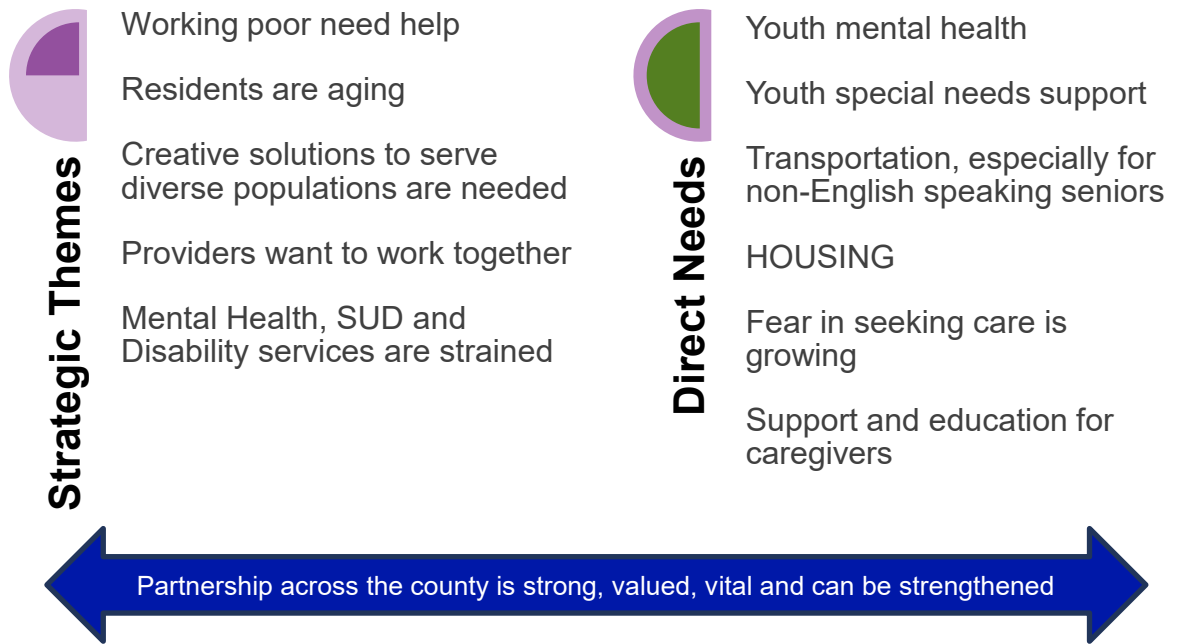 Strategic Themes
Working poor need help
Residents are aging
Creative solutions to serve
diverse populations are needed
Providers want to work together
Mental Health, SUD and
Disability services are strained
Direct Needs
Youth mental health
Youth special needs support
Transportation, especially for
non-English speaking seniors
HOUSING
Fear in seeking care is
growing
Support and education for
caregivers
Partnership across the county is strong, valued, vital and can be strengthened